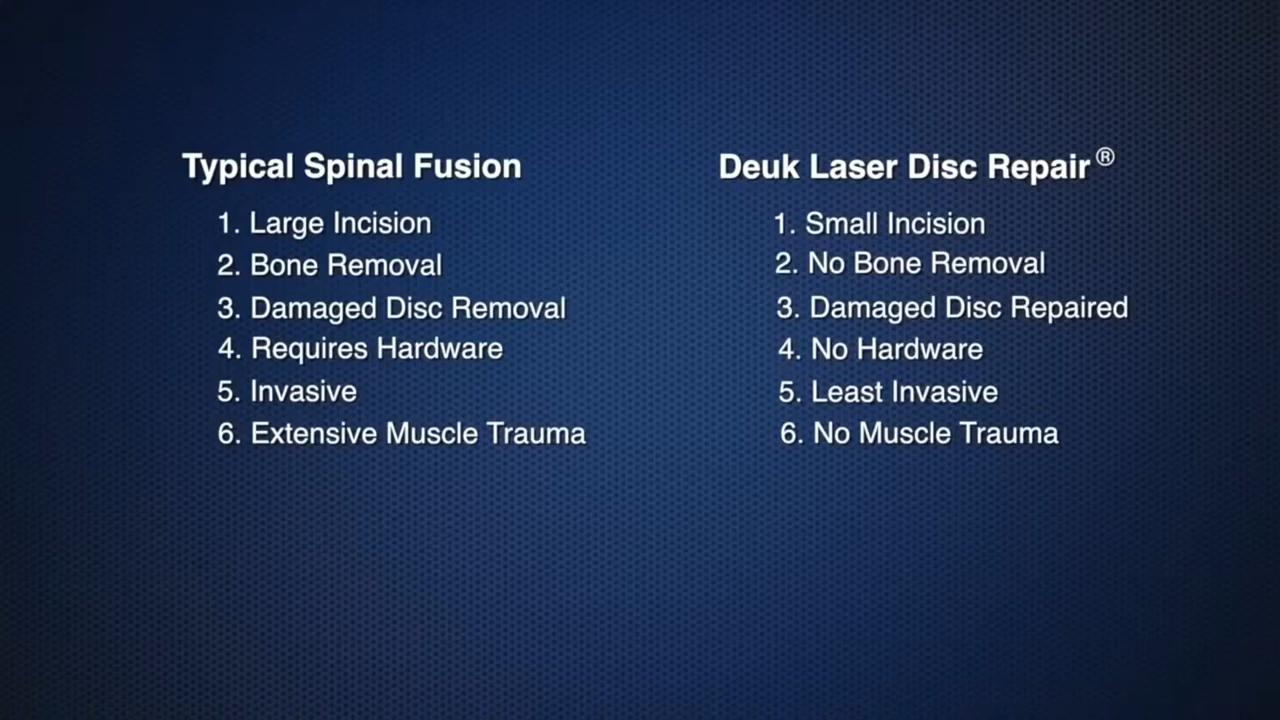 Typical Spinal Fusion
1. Large Incision
2. Bone Removal
3. Damaged Disc Removal
4. Requires Hardware
5. Invasive
6. Extensive Muscle Trauma
Deuk Laser Disc Repair®
1. Small Incision
2. No Bone Removal
3. Damaged Disc Repaired
4. No Hardware
5. Least Invasive
6. No Muscle Trauma